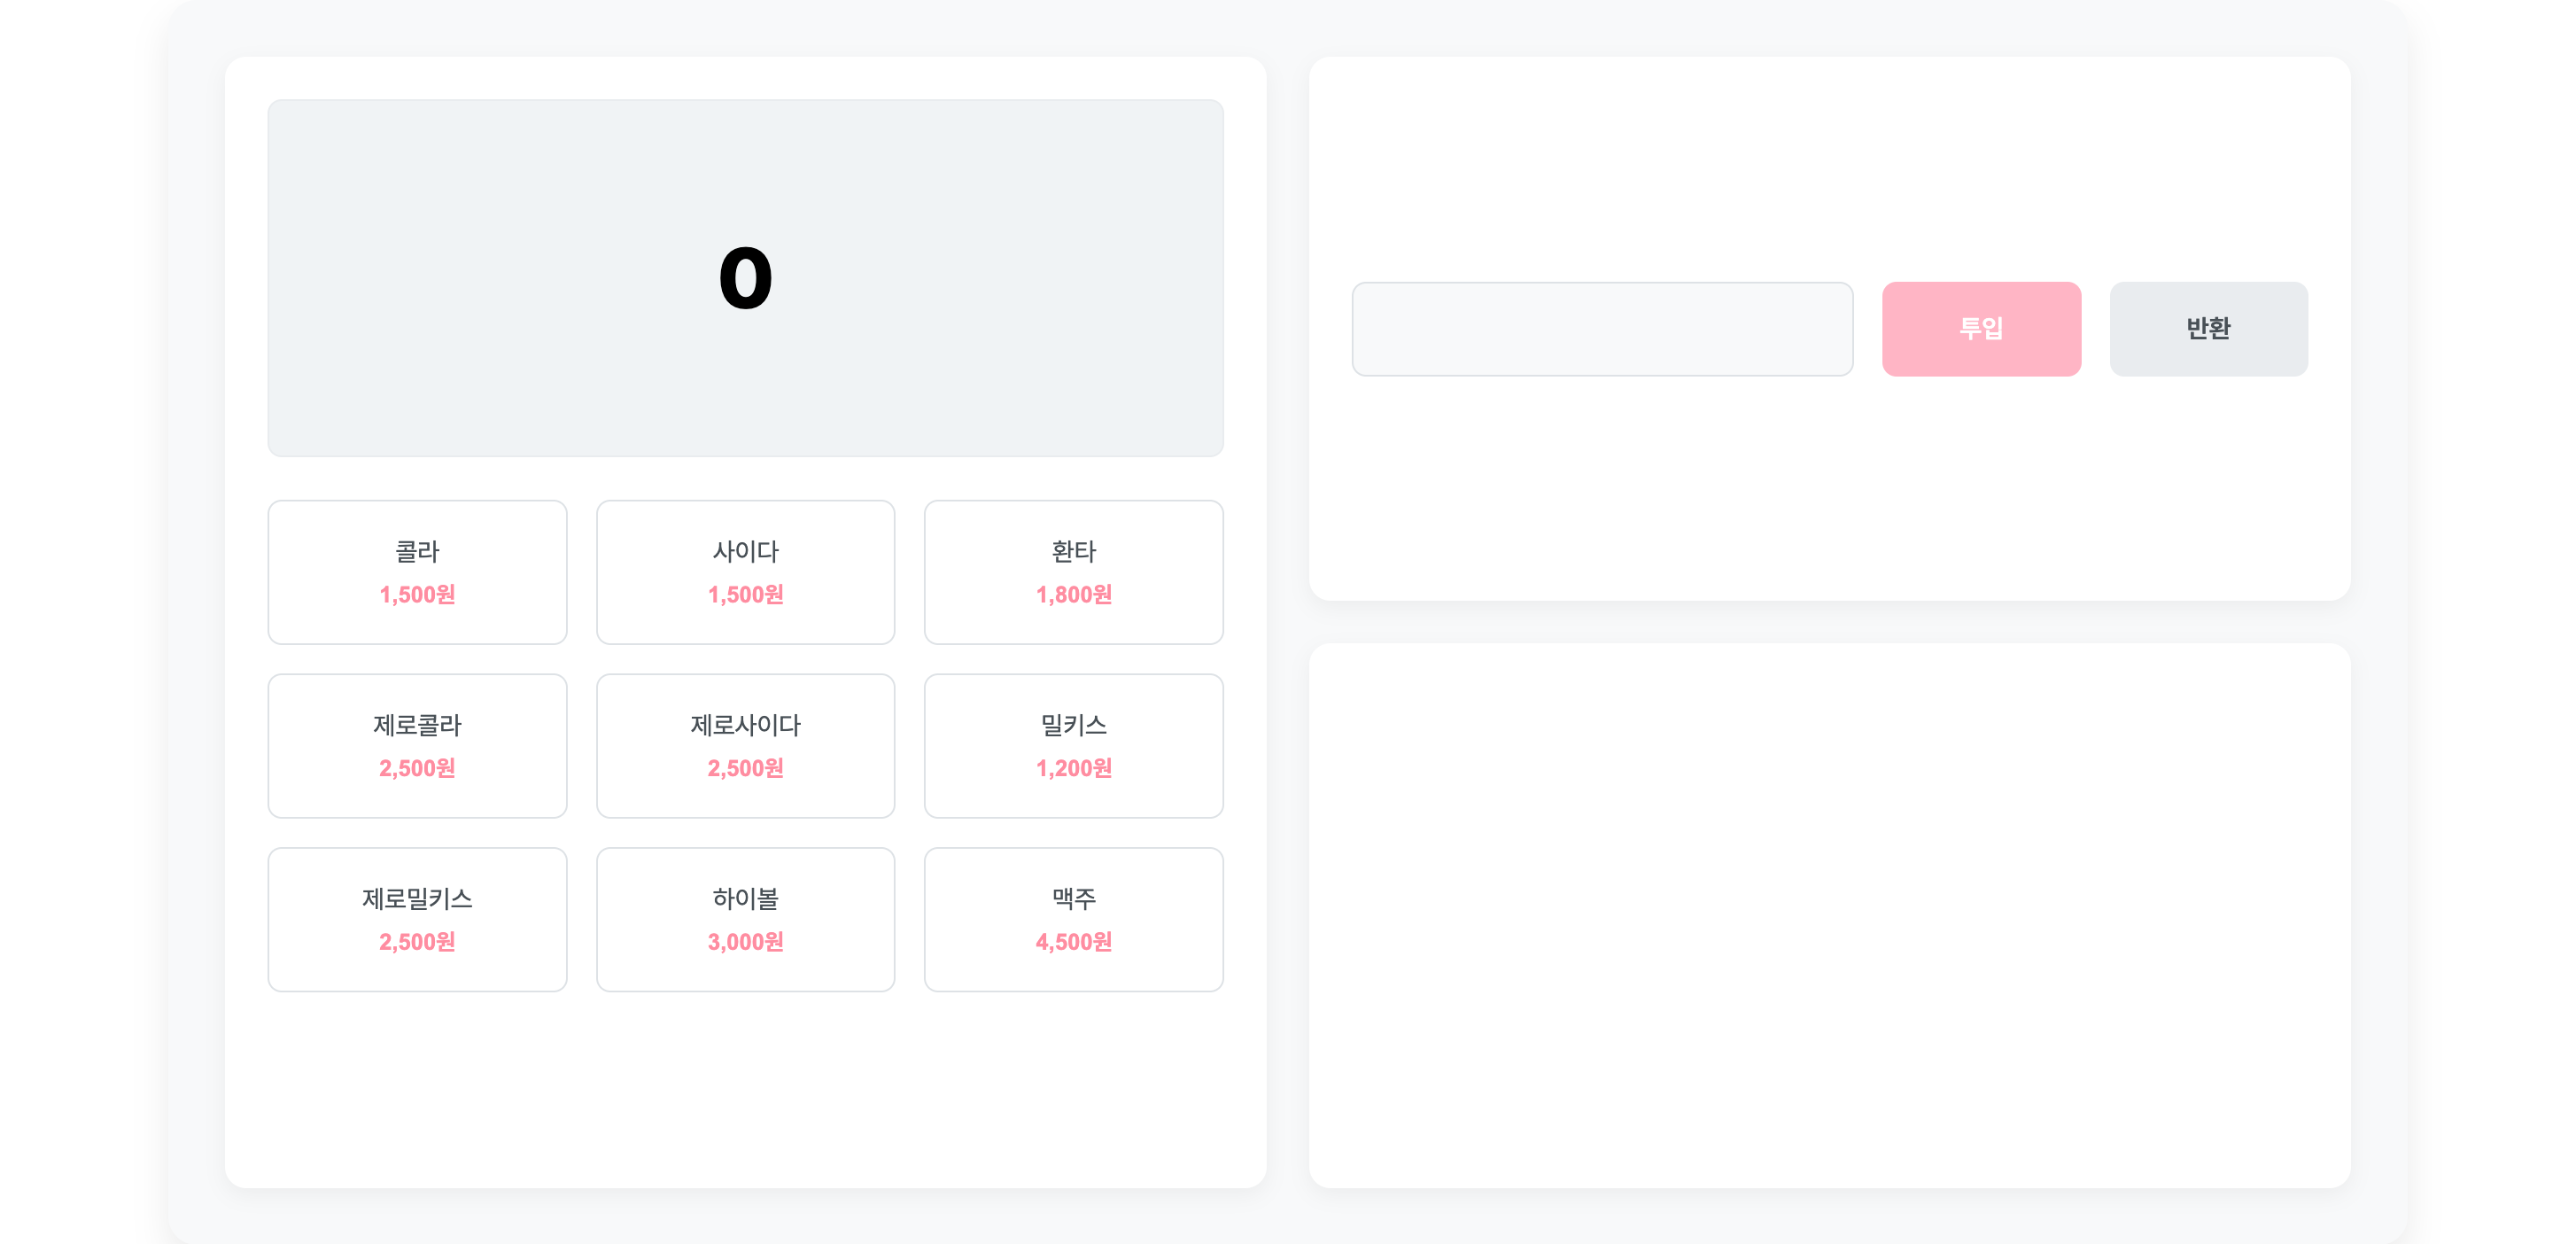 0
콜라
1,500원
사이다
1,500원
환타
1,800원
제로콜라
2,500원
제로사이다
2,500원
밀키스
1,200원
제로밀키스
2,500원
하이볼
3,000원
맥주
4,500원
투입
반환